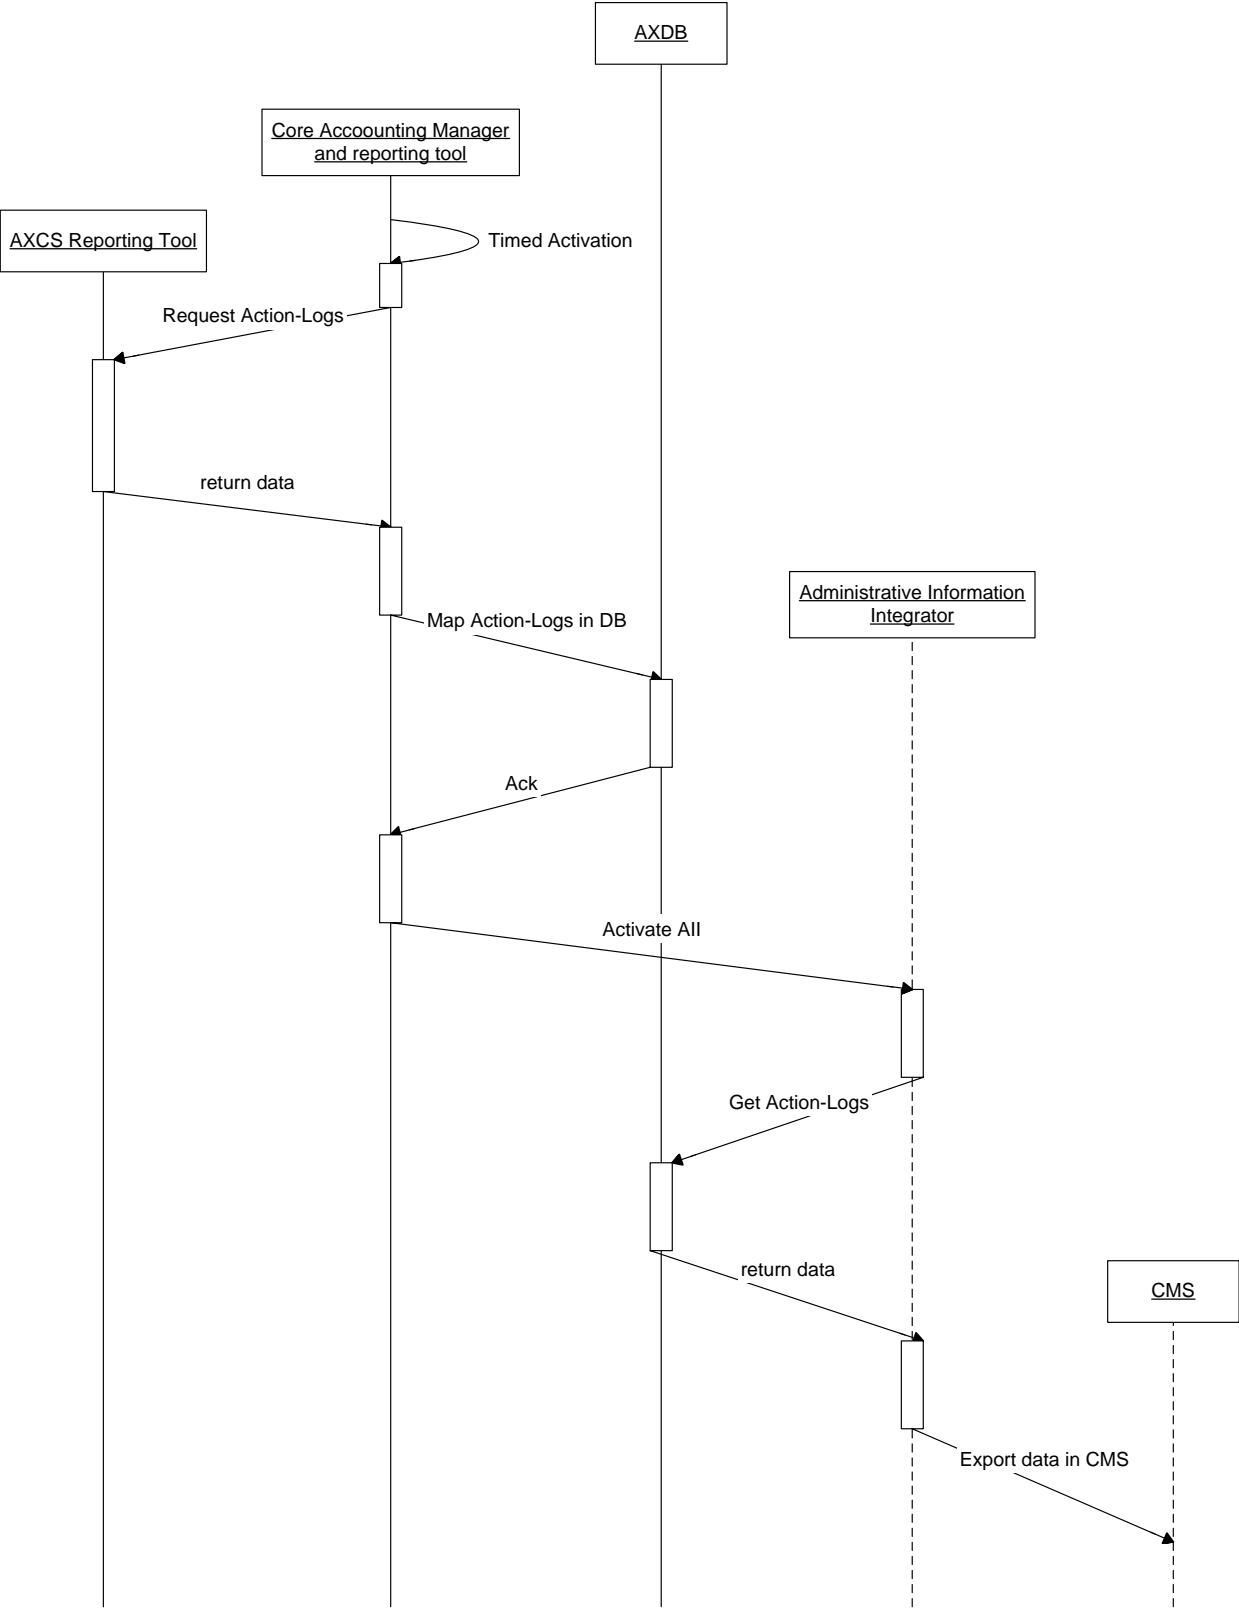 AXDB
Core Accoounting Manager
and reporting tool
AXCS Reporting Tool
Timed Activation
Request Action-Logs
return data
Administrative Information
Integrator
Map Action-Logs in DB
Ack
Activate AII
Get Action-Logs
return data
CMS
Export data in CMS